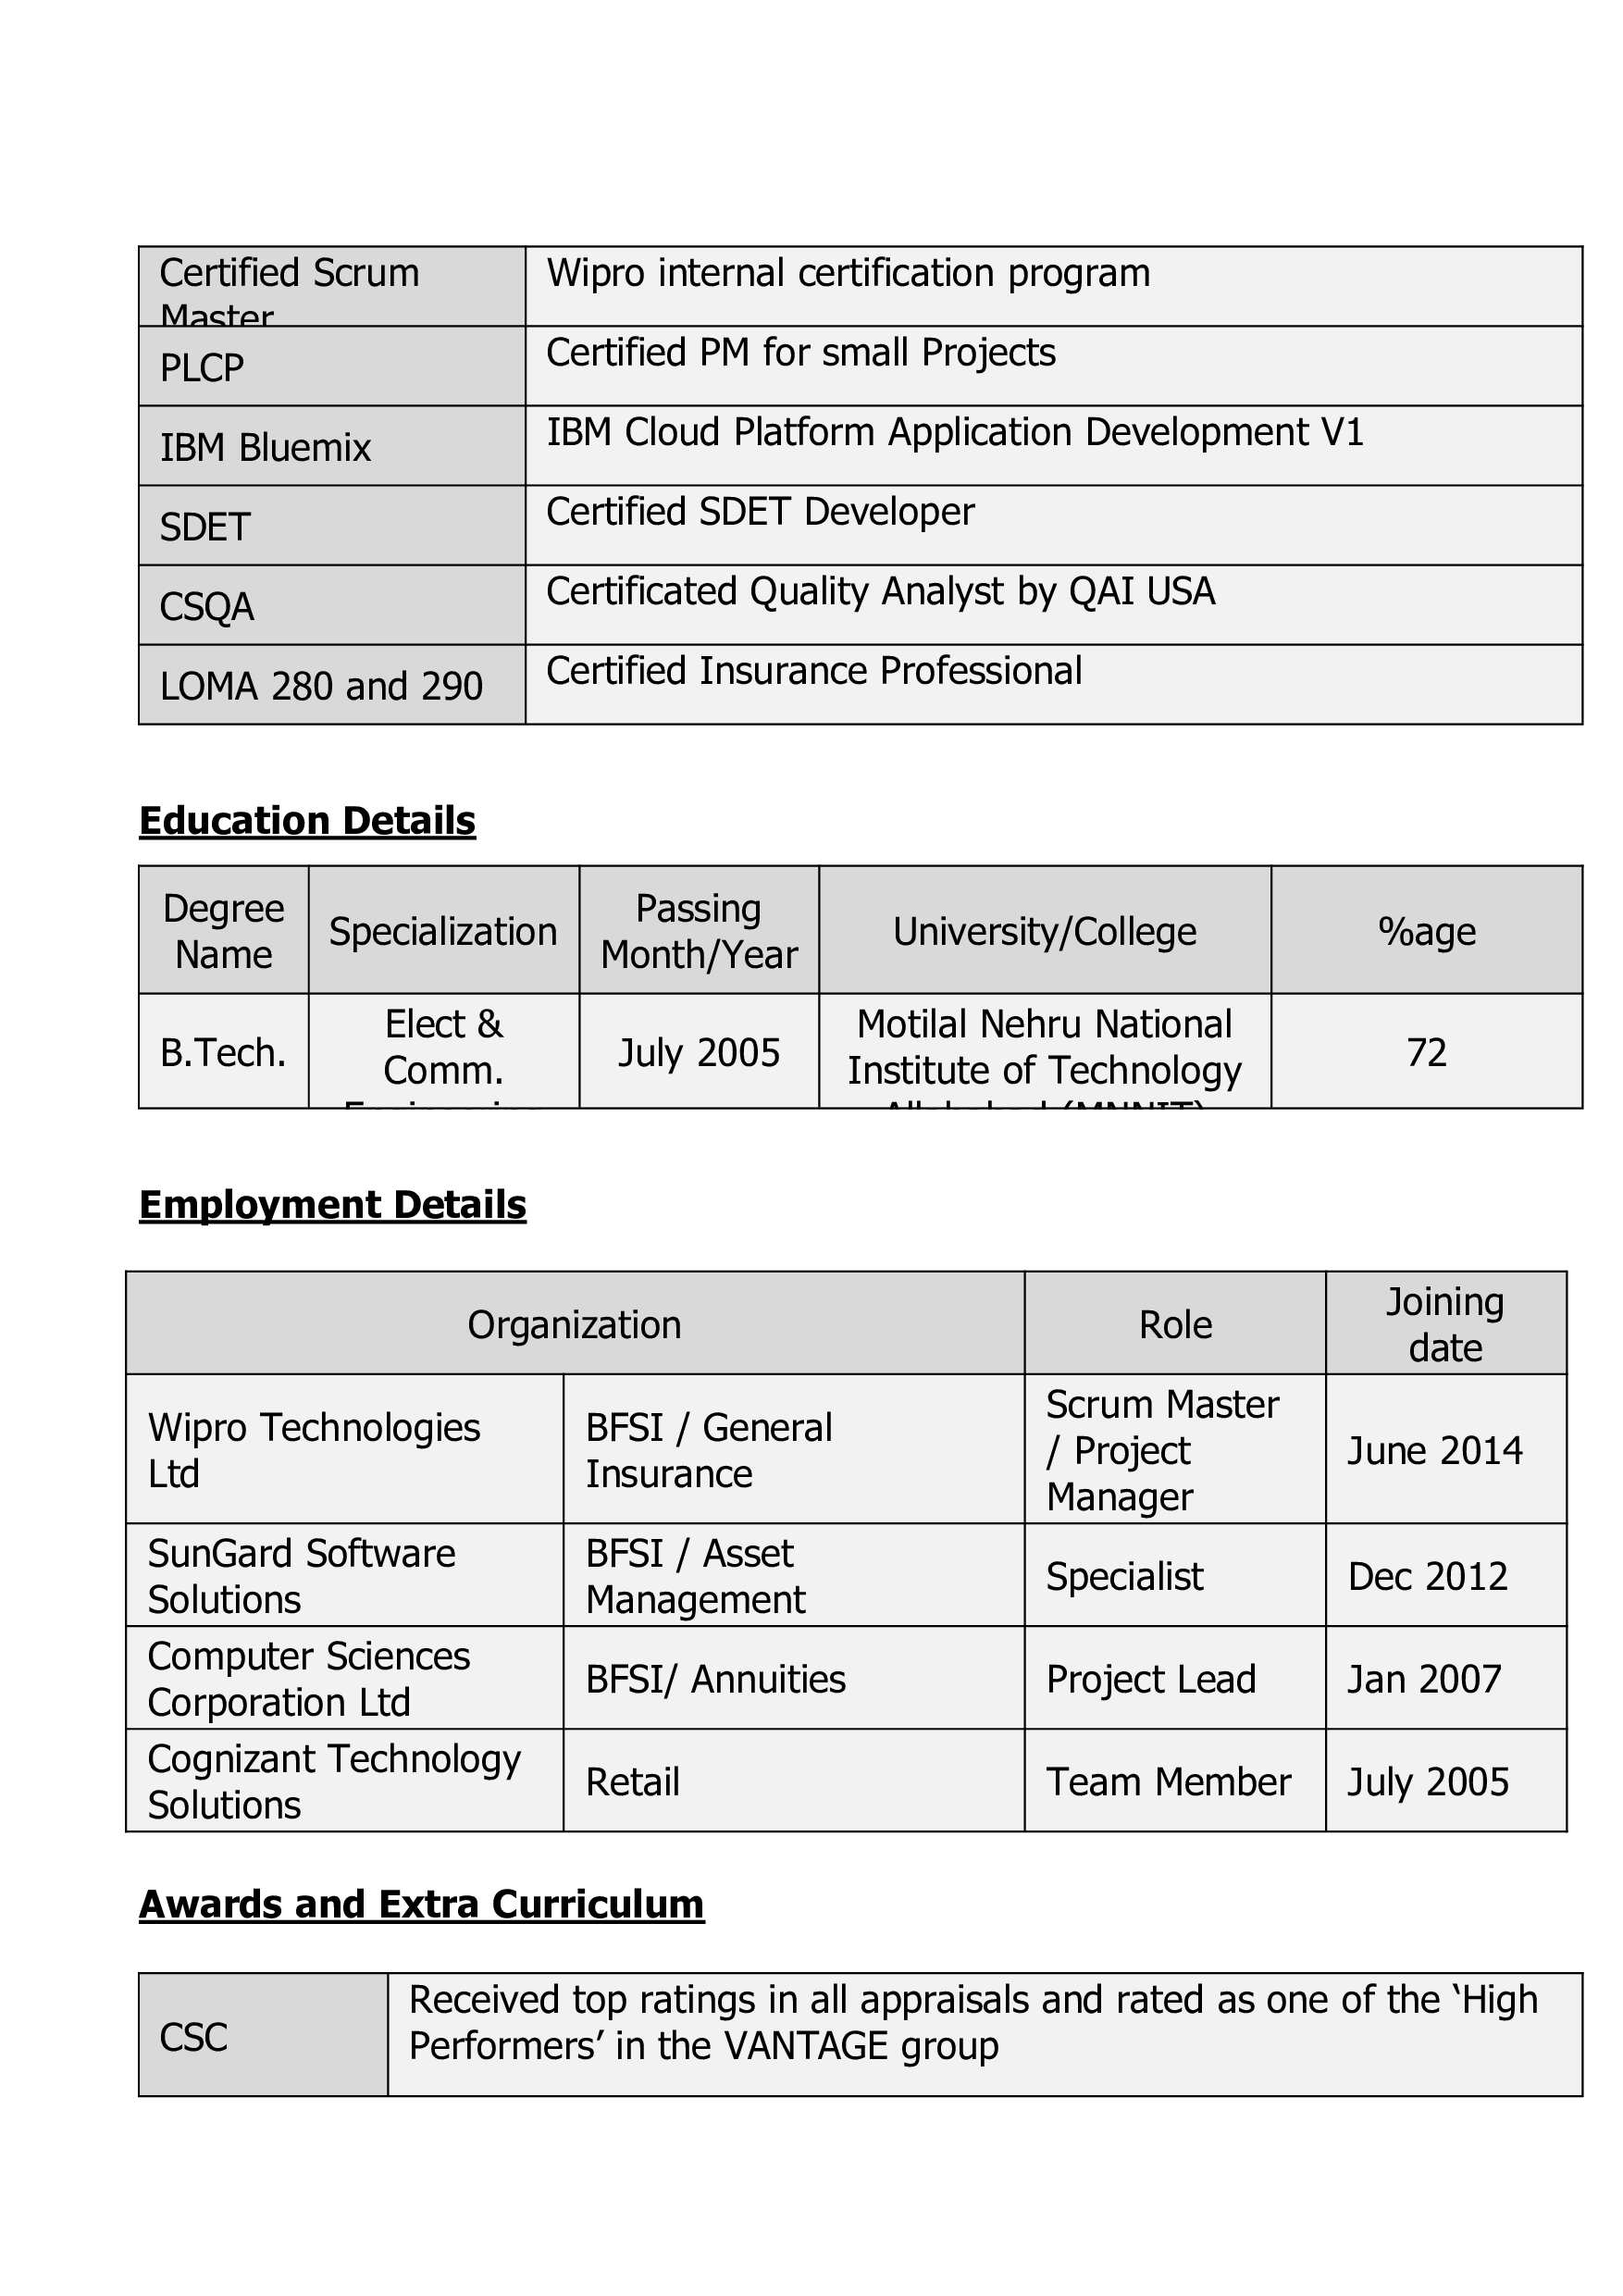 Certified Scrum
Master
Wipro internal certification program
PLCP
Certified PM for small Projects
IBM Bluemix
IBM Cloud Platform Application Development V1
SDET
Certified SDET Developer
CSQA
Certificated Quality Analyst by QAI USA
LOMA 280 and 290
Certified Insurance Professional
Education Details
Degree
Name
Specialization
Passing
Month/Year
University/College
%age
B.Tech.
Elect &
Comm.
July 2005
Motilal Nehru National
Institute of Technology
72
Employment Details
Organization
Role
Joining
date
Wipro Technologies
Ltd
BFSI / General
Insurance
Scrum Master
/ Project
Manager
June 2014
SunGard Software
Solutions
BFSI / Asset
Management
Specialist
Dec 2012
Computer Sciences
Corporation Ltd
BFSI/ Annuities
Project Lead
Jan 2007
Cognizant Technology
Solutions
Retail
Team Member
July 2005
Awards and Extra Curriculum
CSC
Received top ratings in all appraisals and rated as one of the ‘High
Performers’ in the VANTAGE group